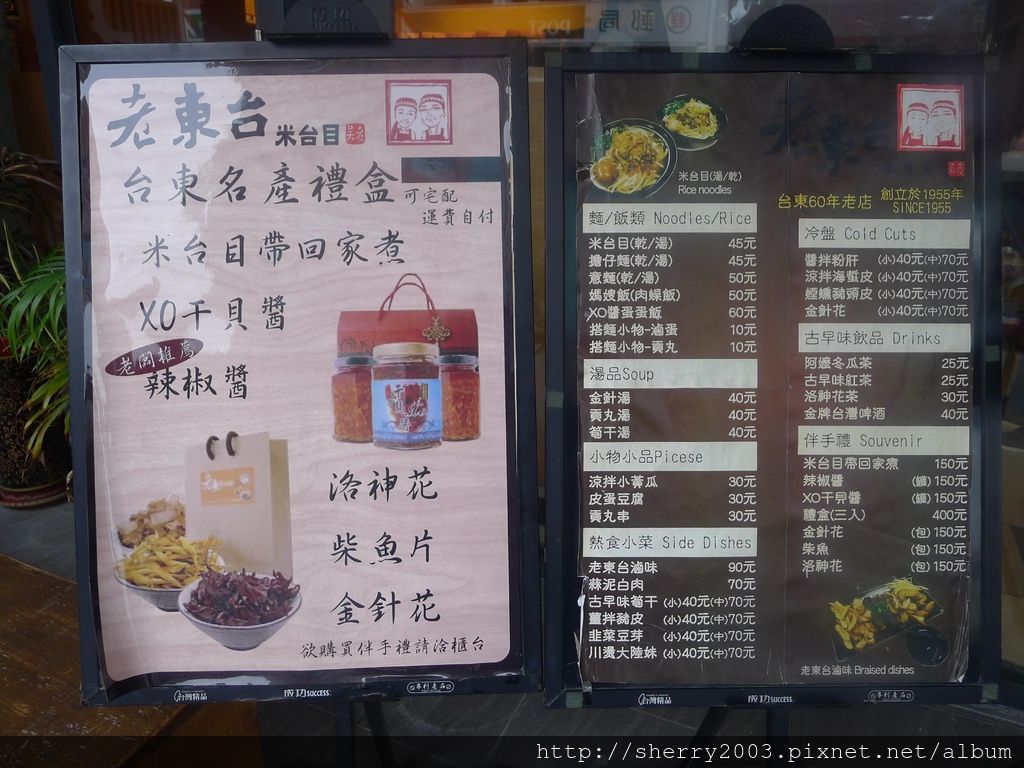 郵局
POST
老東台 米台目
台東名產禮盒 可宅配
運費自付
米台目帶回家煮
XO干貝醬
老闆推薦
辣椒醬
洛神花
柴魚片
金針花
欲購買伴手禮請洽櫃台
台灣精品 成功 SUCCESS 專利產品
米台目(湯/乾)
Rice noodles
台東60年老店 創立於1955年
SINCE1955
麵/飯類 Noodles/Rice
米台目(乾/湯) 45元
擔仔麵(乾/湯) 45元
意麵(乾/湯) 50元
媽嫂飯(肉燥飯) 50元
XO醬蛋蛋飯 60元
搭麵小物-滷蛋 10元
搭麵小物-貢丸 10元
湯品Soup
金針湯 40元
貢丸湯 40元
筍干湯 40元
小物小品Picese
涼拌小黃瓜 30元
皮蛋豆腐 30元
貢丸串 30元
熱食小菜 Side Dishes
老東台滷味 90元
蒜泥白肉 70元
古早味筍干 (小)40元(中)70元
薑拌豬皮 (小)40元(中)70元
韭菜豆芽 (小)40元(中)70元
川燙大陸妹 (小)40元(中)70元
冷盤 Cold Cuts
醬拌粉肝 (小)40元(中)70元
涼拌海蜇皮 (小)40元(中)70元
煙燻豬頭皮 (小)40元(中)70元
金針花 (小)40元(中)70元
古早味飲品 Drinks
阿嬤冬瓜茶 25元
古早味紅茶 25元
洛神花茶 30元
金牌台灣啤酒 40元
伴手禮 Souvenir
米台目帶回家煮 150元
辣椒醬 (罐) 150元
XO干貝醬 (罐) 150元
禮盒(三入) 400元
金針花 (包) 150元
柴魚 (包) 150元
洛神花 (包) 150元
老東台滷味 Braised dishes
台灣精品 成功 SUCCESS 專利產品
http://sherry2003.pixnet.net/album